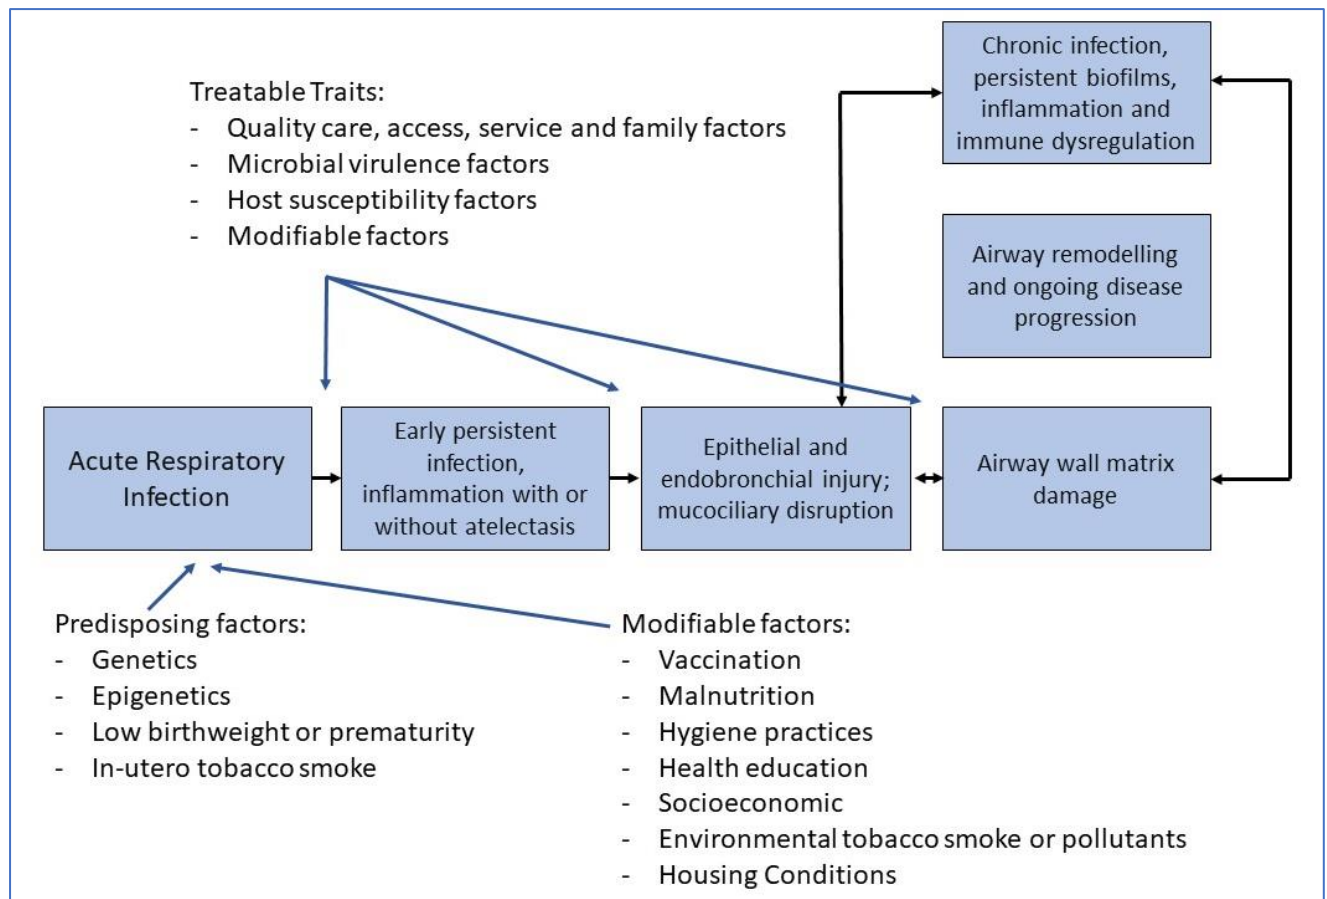 Chronic infection,
persistent biofilms,
inflammation and
immune dysregulation
Treatable Traits:
- Quality care, access, service and family factors
- Microbial virulence factors
- Host susceptibility factors
- Modifiable factors
Airway remodelling
and ongoing disease
progression
Acute Respiratory
Infection
Early persistent
infection,
inflammation with or
without atelectasis
Epithelial and
endobronchial injury;
mucociliary disruption
Airway wall matrix
damage
Predisposing factors:
- Genetics
- Epigenetics
- Low birthweight or prematurity
- In-utero tobacco smoke
Modifiable factors:
- Vaccination
- Malnutrition
- Hygiene practices
- Health education
- Socioeconomic
- Environmental tobacco smoke or pollutants
- Housing Conditions